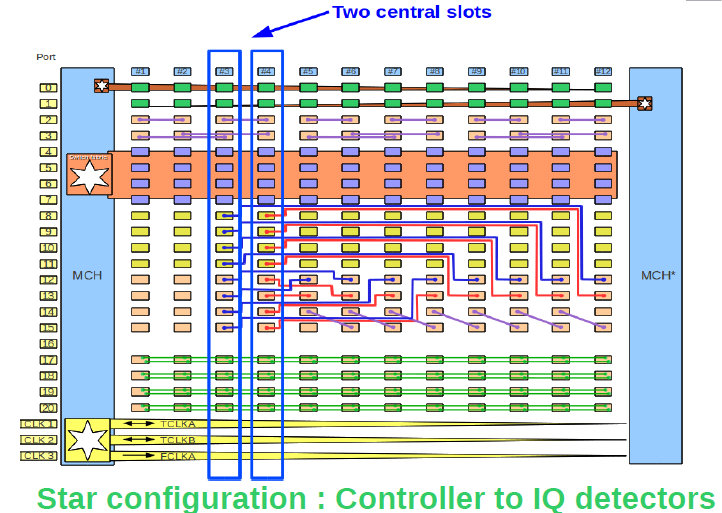 Two central slots
Port
#1 #2 #3 #4 #5 #6 #7 #8 #9 #10 #11 #12
0
1
2
3
4
5
6
7
8
9
10
11
12
13
14
15
16
17
18
19
20
MCH
MCH*
CLK 1 TCLKA
CLK 2 TCLKB
CLK 3 FCLKA
Star configuration : Controller to IQ detectors